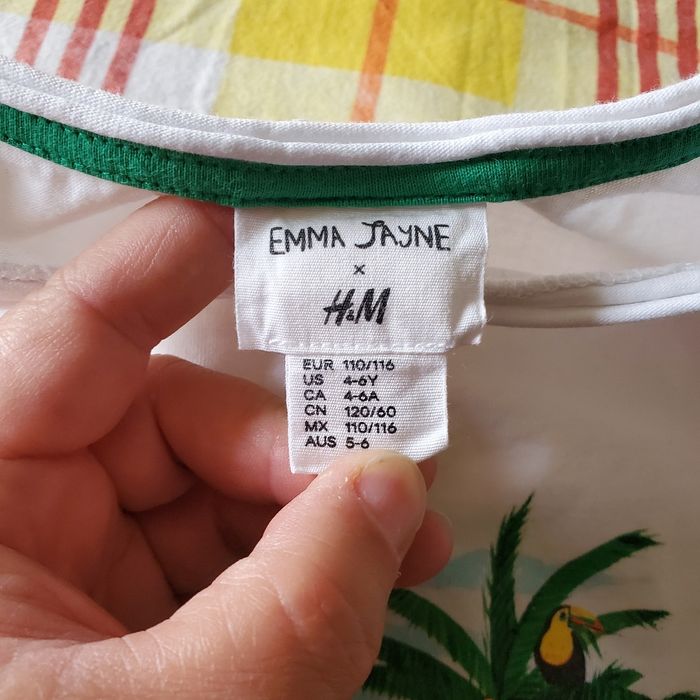 EMMA JAYNE
x
H&M
EUR 110/116
US 4-6Y
CA 4-6A
CN 120/60
MX 110/116
AUS 5-6